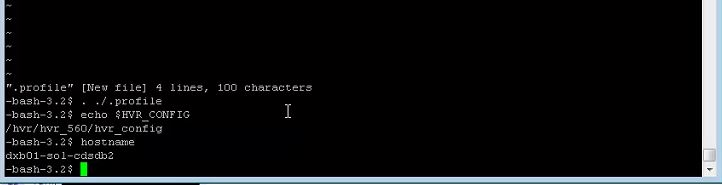 ~
~
~
~
~
~
".profile" [New file] 4 lines, 100 characters
-bash-3.2$ . ./.profile
-bash-3.2$ echo $HVR_CONFIG
/hvr/hvr_560/hvr_config
-bash-3.2$ hostname
dxb01-sol-cdsdb2
-bash-3.2$